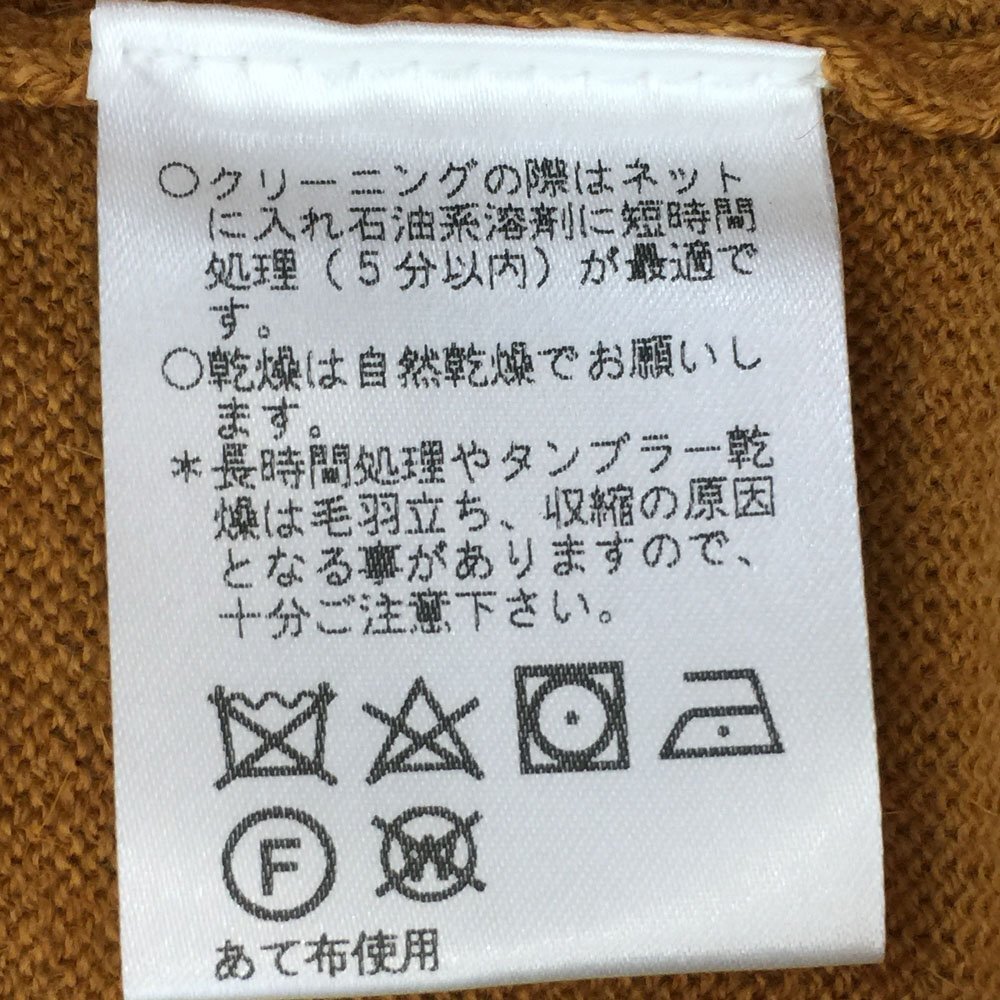 ○クリーニングの際はネット
に入れ石油系溶剤に短時間
処理(5分以内)が最適で
す。
○乾燥は自然乾燥でお願いし
ます。
*長時間処理やタンブラー乾
燥は毛羽立ち、収縮の原因
となる事がありますので、
十分ご注意下さい。
F W
あて布使用